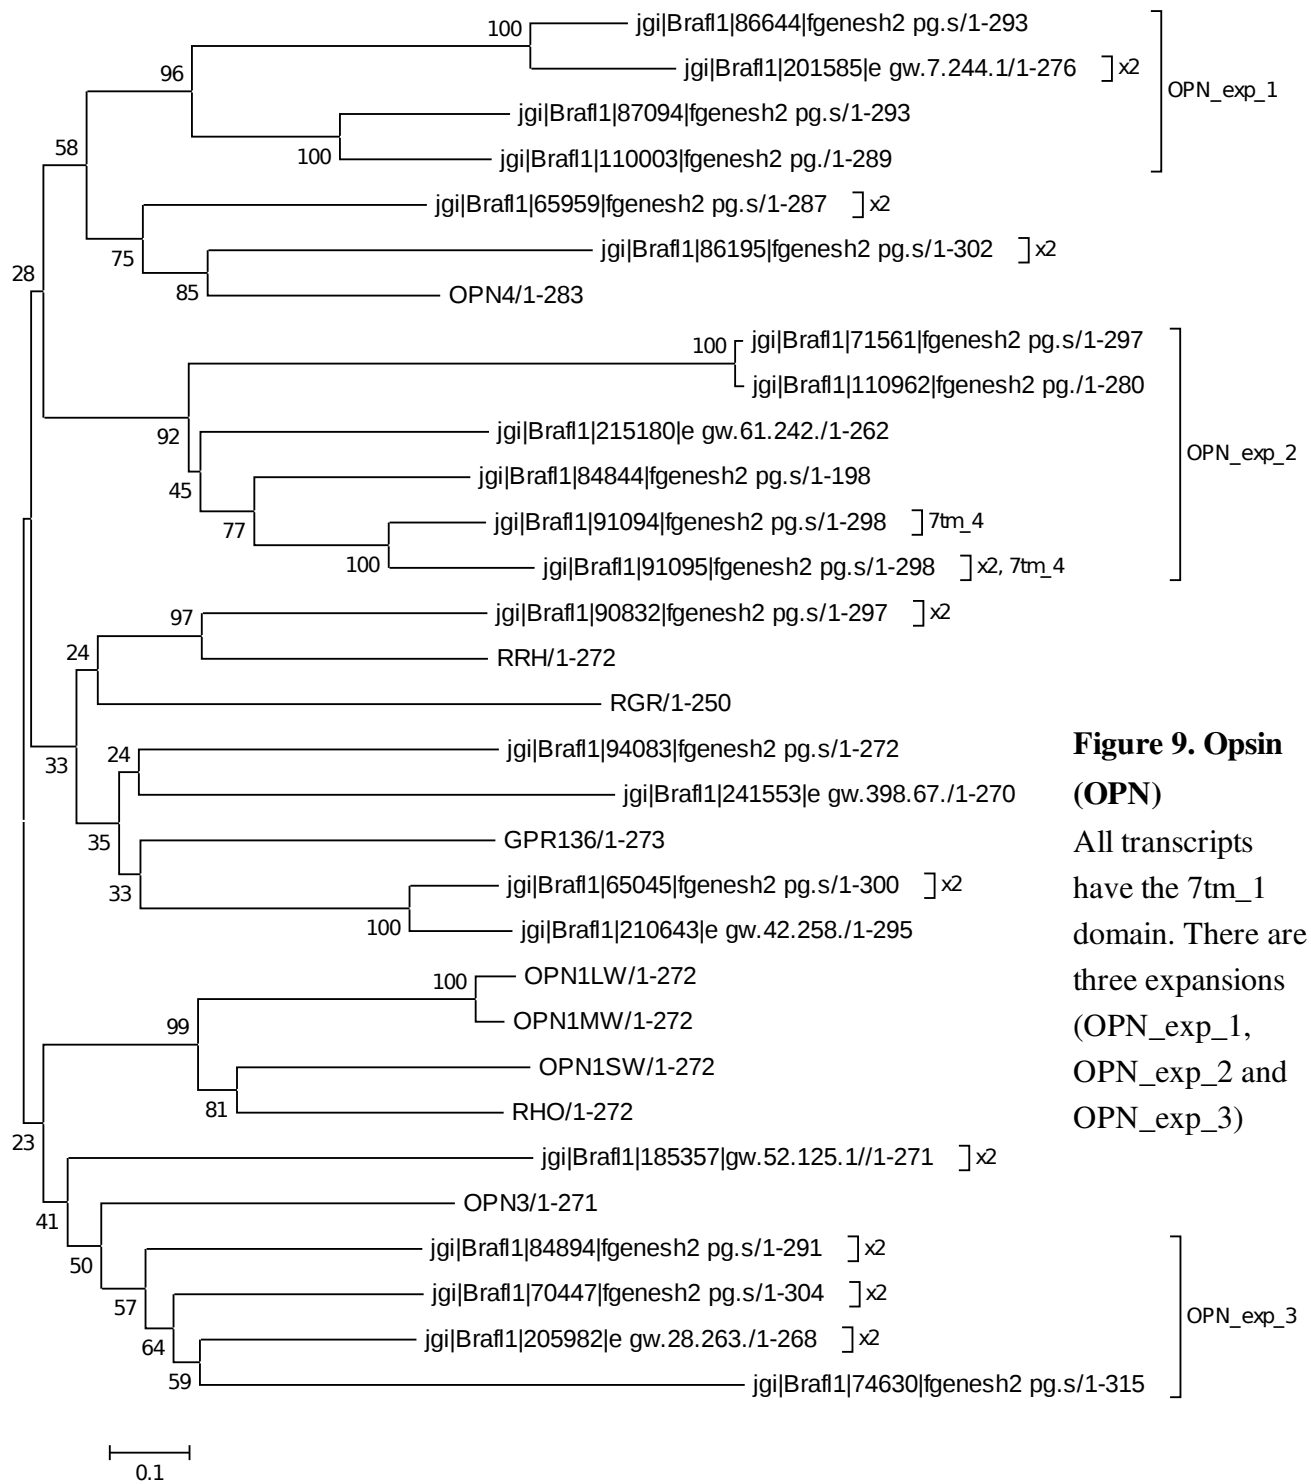 100
jgi|Brafl1|86644|fgenesh2 pg.s/1-293
96
jgi|Brafl1|201585|e gw.7.244.1/1-276 x2
OPN_exp_1
jgi|Brafl1|87094|fgenesh2 pg.s/1-293
58
100
jgi|Brafl1|110003|fgenesh2 pg./1-289
jgi|Brafl1|65959|fgenesh2 pg.s/1-287 x2
75
jgi|Brafl1|86195|fgenesh2 pg.s/1-302 x2
28
85
OPN4/1-283
100
jgi|Brafl1|71561|fgenesh2 pg.s/1-297
jgi|Brafl1|110962|fgenesh2 pg./1-280
92
jgi|Brafl1|215180|e gw.61.242./1-262
OPN_exp_2
45
jgi|Brafl1|84844|fgenesh2 pg.s/1-198
77
jgi|Brafl1|91094|fgenesh2 pg.s/1-298 7tm_4
100
jgi|Brafl1|91095|fgenesh2 pg.s/1-298 x2, 7tm_4
97
jgi|Brafl1|90832|fgenesh2 pg.s/1-297 x2
24
RRH/1-272
RGR/1-250
33
24
jgi|Brafl1|94083|fgenesh2 pg.s/1-272
jgi|Brafl1|241553|e gw.398.67./1-270
35
GPR136/1-273
33
jgi|Brafl1|65045|fgenesh2 pg.s/1-300 x2
100
jgi|Brafl1|210643|e gw.42.258./1-295
100
OPN1LW/1-272
99
OPN1MW/1-272
OPN1SW/1-272
81
RHO/1-272
23
jgi|Brafl1|185357|gw.52.125.1//1-271 x2
41
OPN3/1-271
50
jgi|Brafl1|84894|fgenesh2 pg.s/1-291 x2
57
jgi|Brafl1|70447|fgenesh2 pg.s/1-304 x2
OPN_exp_3
64
jgi|Brafl1|205982|e gw.28.263./1-268 x2
59
jgi|Brafl1|74630|fgenesh2 pg.s/1-315
0.1
Figure 9. Opsin
(OPN)
All transcripts
have the 7tm_1
domain. There are
three expansions
(OPN_exp_1,
OPN_exp_2 and
OPN_exp_3)